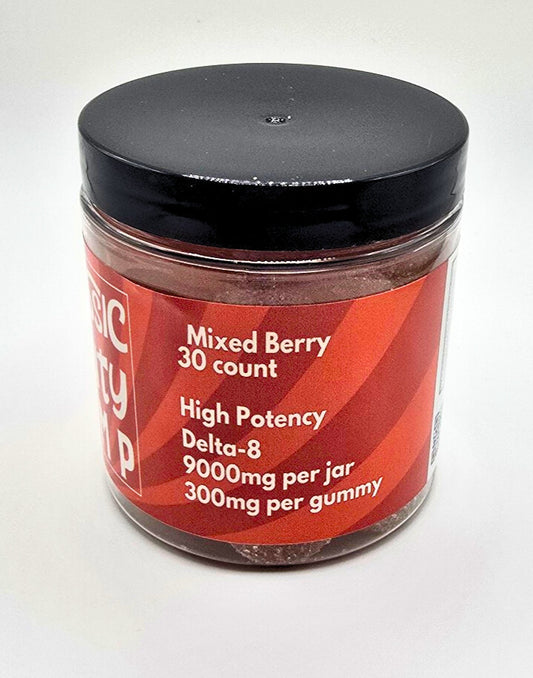 Mixed Berry
30 count
High Potency
Delta-8
9000mg per jar
300mg per gummy